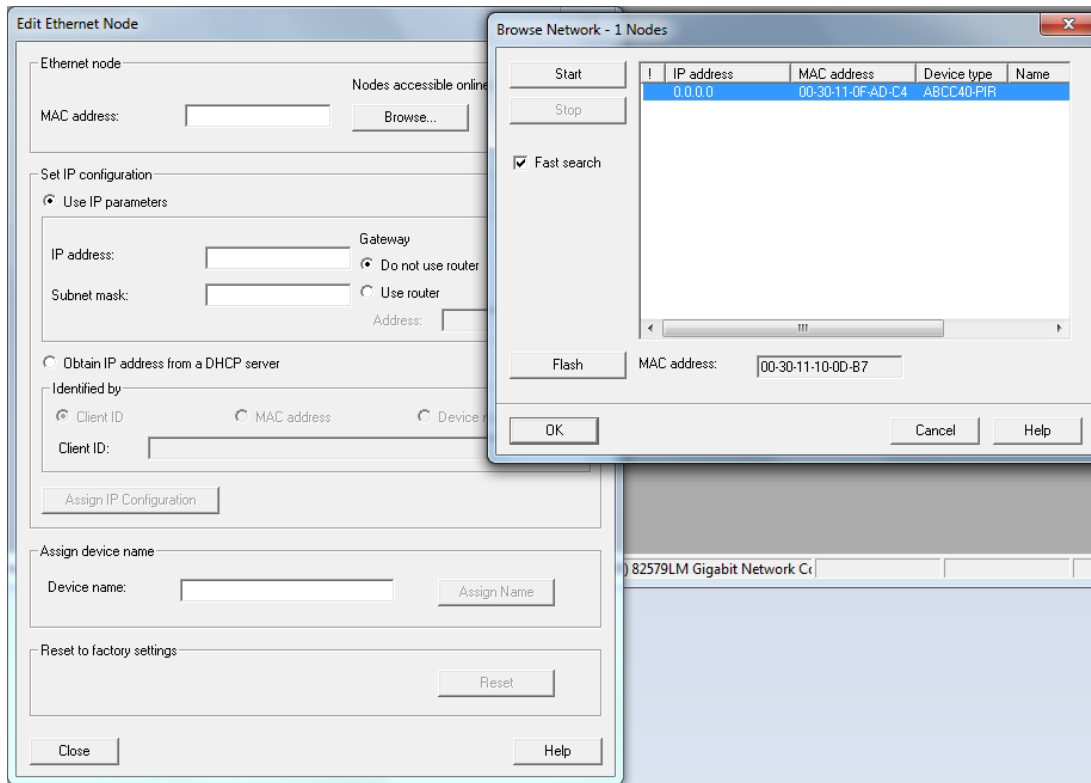 Edit Ethernet Node
Ethernet node
Nodes accessible online
MAC address:
Browse...
Set IP configuration
Use IP parameters
Gateway
IP address:
Do not use router
Subnet mask:
Use router
Address:
Obtain IP address from a DHCP server
Identified by
Client ID
MAC address
Device
Client ID:
Assign IP Configuration
Assign device name
Device name:
Assign Name
Reset to factory settings
Reset
Close
Help
Browse Network - 1 Nodes
Start
! IP address MAC address Device type Name
0.0.0.0 00-30-11-0F-AD-C4 ABCC40-PIR
Stop
Fast search
Flash
MAC address:
00-30-11-10-0D-B7
OK
Cancel
Help
) 82579LM Gigabit Network